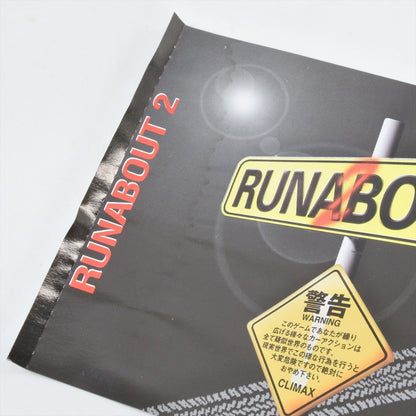 RUNABOUT 2
RUNABO
警告
WARNING
このゲームであなたが繰り
広げる様々なカーアクションは
全て疑似世界のものです。
現実世界でこの様な行為を行うと
大変危険ですので絶対に
おやめ下さい。
CLIMAX